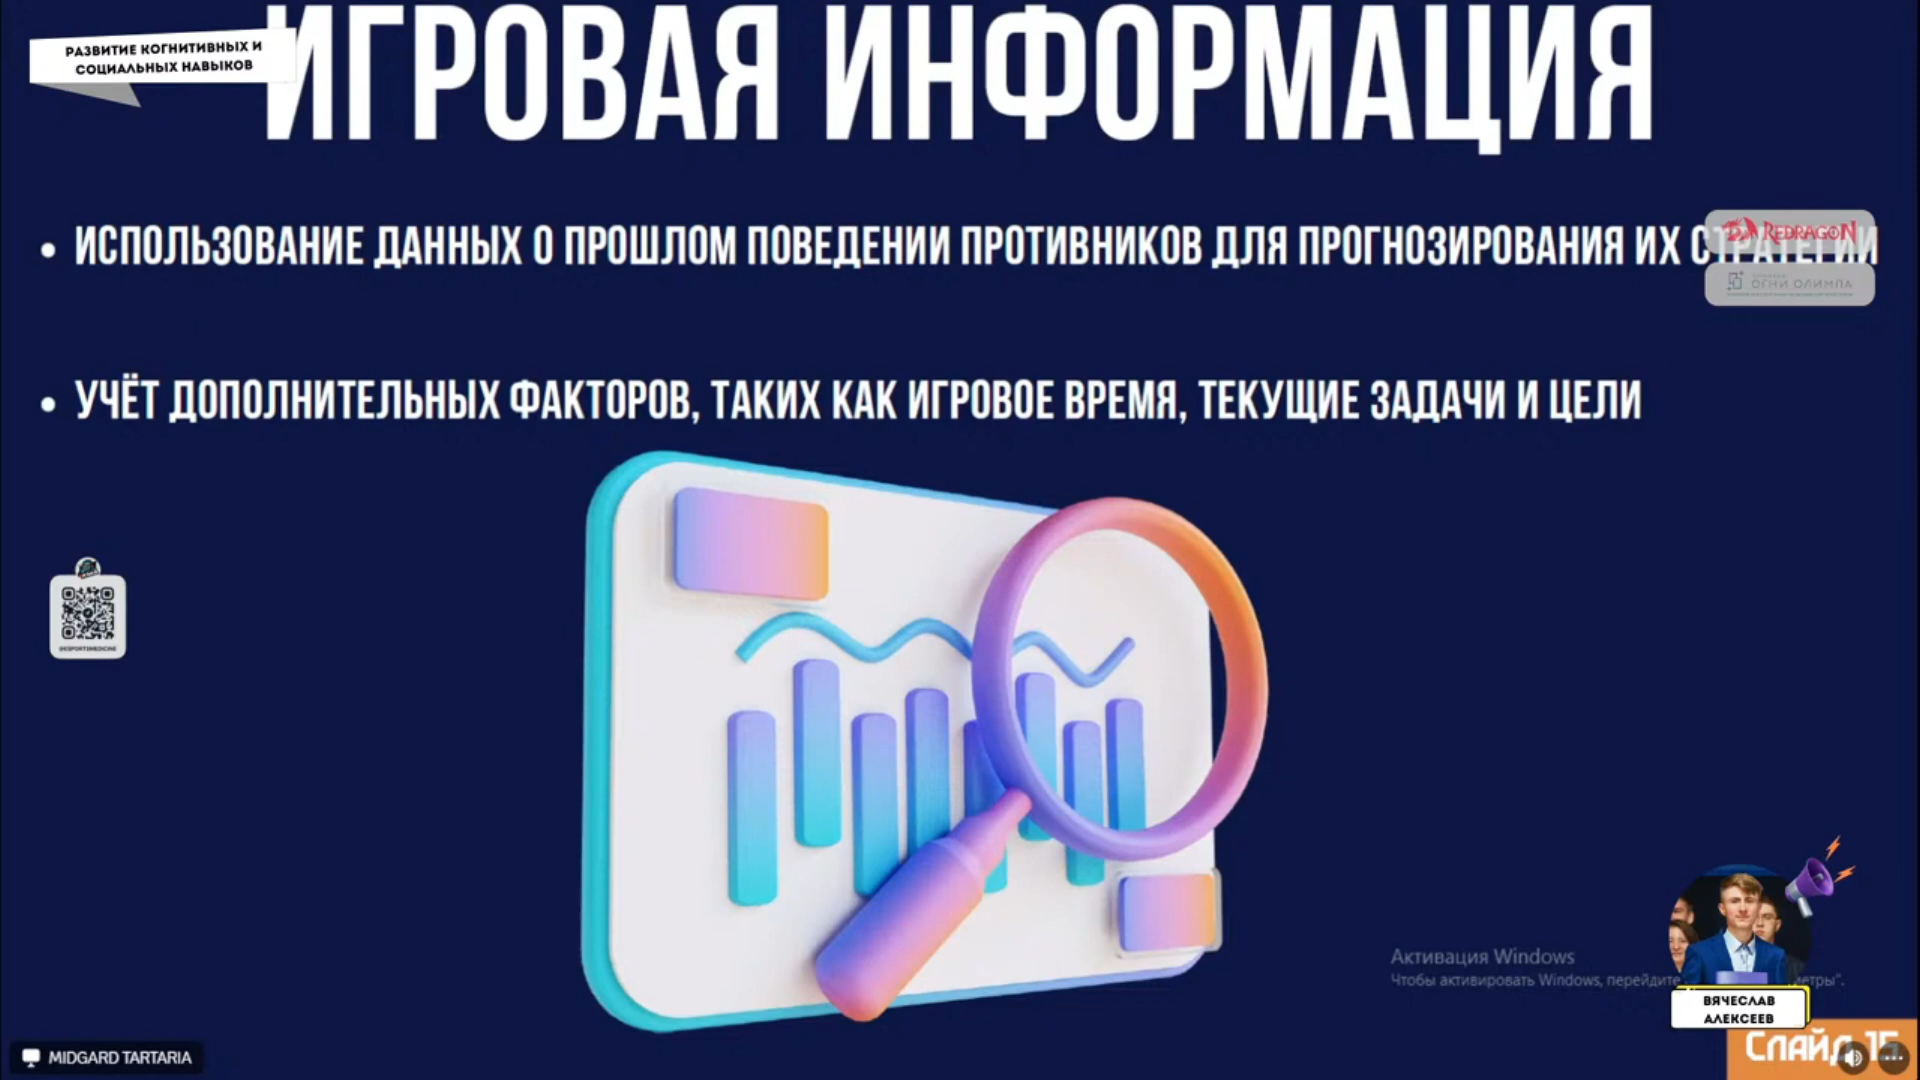 РАЗВИТИЕ КОГНИТИВНЫХ И
СОЦИАЛЬНЫХ НАВЫКОВ
ИГРОВАЯ ИНФОРМАЦИЯ
• ИСПОЛЬЗОВАНИЕ ДАННЫХ О ПРОШЛОМ ПОВЕДЕНИИ ПРОТИВНИКОВ ДЛЯ ПРОГНОЗИРОВАНИЯ ИХ СТРАТЕГИИ
REDRAGON
ОГНИ ОЛИМПА
• УЧЁТ ДОПОЛНИТЕЛЬНЫХ ФАКТОРОВ, ТАКИХ КАК ИГРОВОЕ ВРЕМЯ, ТЕКУЩИЕ ЗАДАЧИ И ЦЕЛИ
@ESPORTSMEDICINE
Активация Windows
Чтобы активировать Windows, перейдите
етры".
ВЯЧЕСЛАВ
АЛЕКСЕЕВ
MIDGARD TARTARIA
Слайд 15